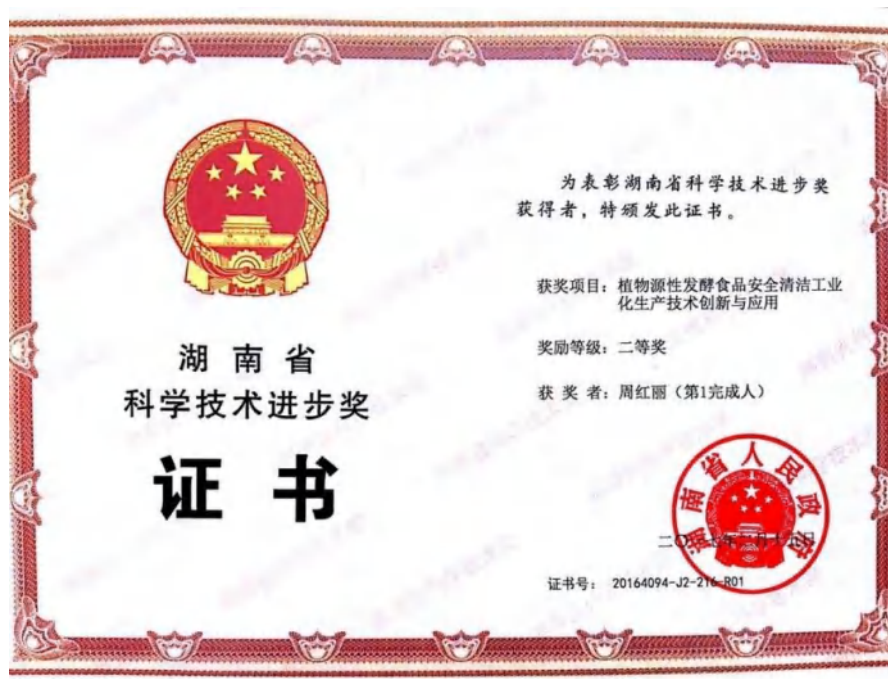 湖南省
科学技术进步奖
证书
为表彰湖南省科学技术进步奖
获得者，特颁发此证书。
获奖项目：植物源性发酵食品安全清洁工业
化生产技术创新与应用
奖励等级：二等奖
获奖者：周红丽（第1完成人）
湖南省人民政府
证书号： 20164094-J2-216-R01